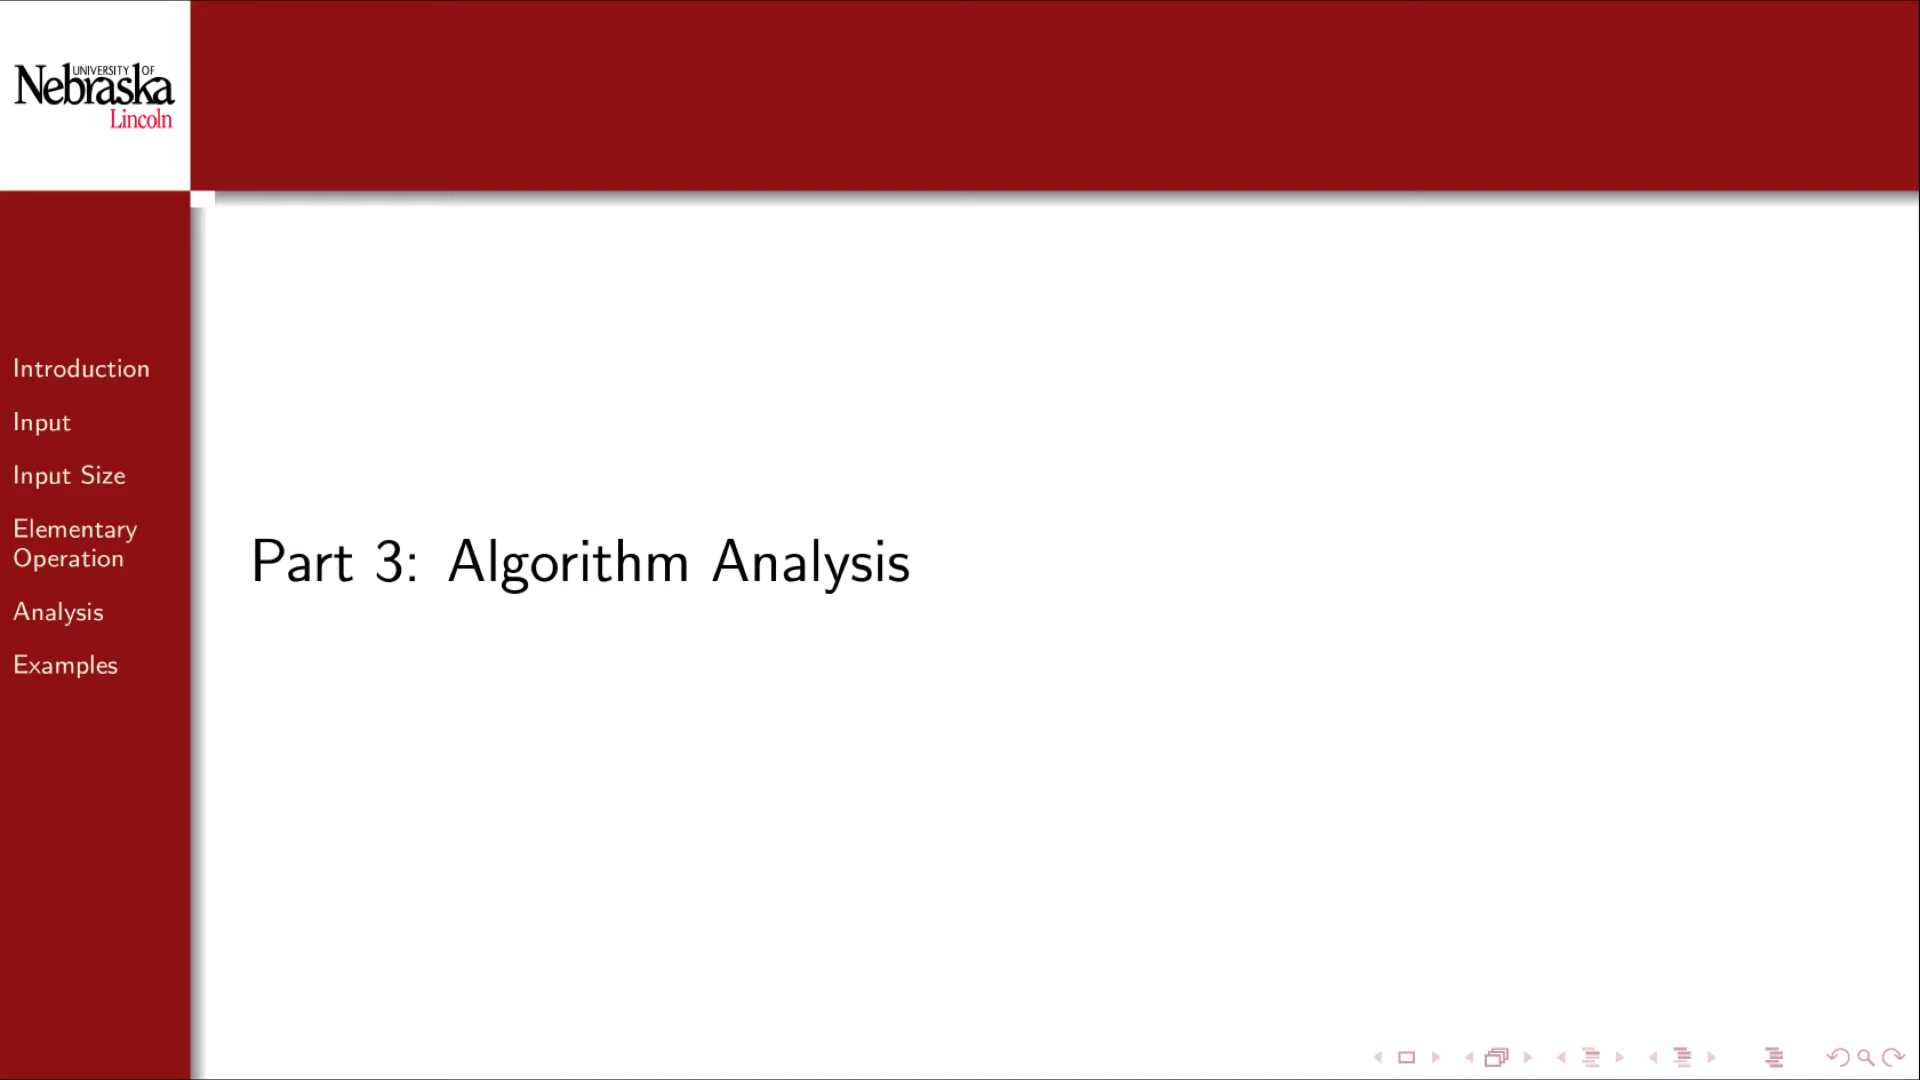 UNIVERSITY OF
Nebraska
Lincoln
Introduction
Input
Input Size
Elementary
Operation
Analysis
Examples
Part 3: Algorithm Analysis